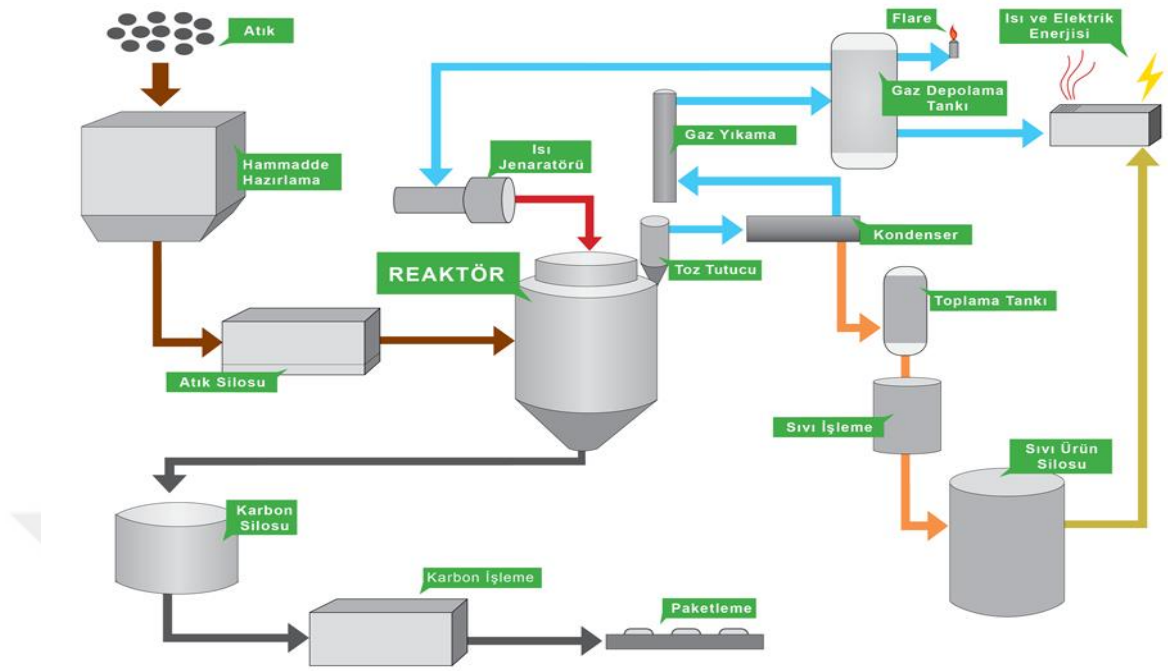 Atık
Flare
Isı ve Elektrik
Enerjisi
Gaz Depolama
Tankı
Gaz Yıkama
Isı
Jenaratörü
Hammadde
Hazırlama
Kondenser
REAKTÖR
Toz Tutucu
Toplama Tankı
Atık Silosu
Sıvı İşleme
Sıvı Ürün
Silosu
Karbon
Silosu
Karbon İşleme
Paketleme